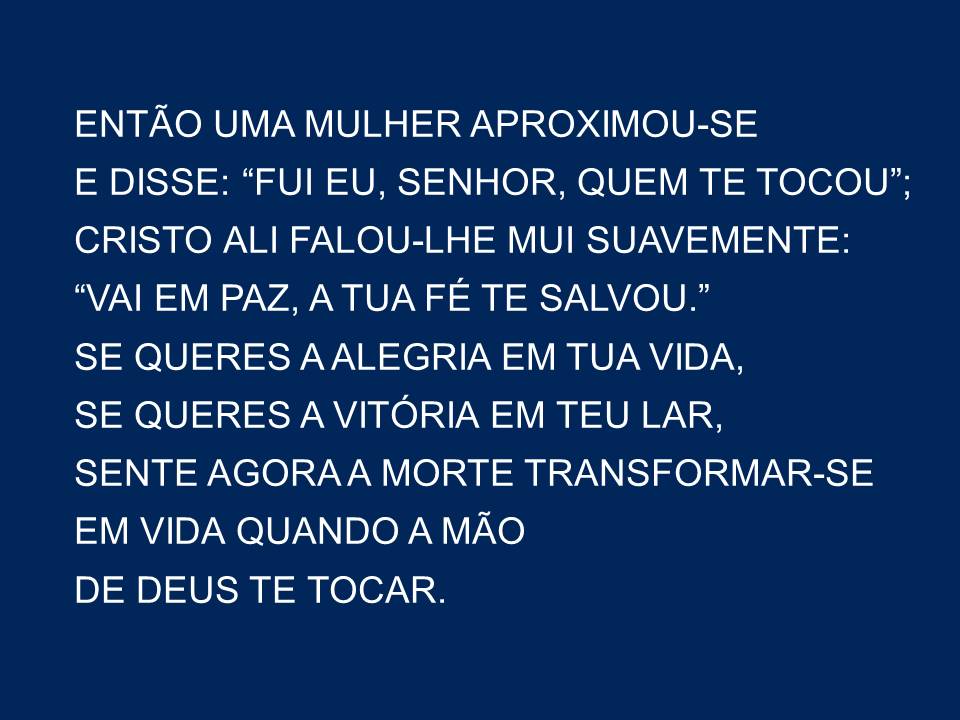 ENTÃO UMA MULHER APROXIMOU-SE
E DISSE: “FUI EU, SENHOR, QUEM TE TOCOU”;
CRISTO ALI FALOU-LHE MUI SUAVEMENTE:
“VAI EM PAZ, A TUA FÉ TE SALVOU.”
SE QUERES A ALEGRIA EM TUA VIDA,
SE QUERES A VITÓRIA EM TEU LAR,
SENTE AGORA A MORTE TRANSFORMAR-SE
EM VIDA QUANDO A MÃO
DE DEUS TE TOCAR.